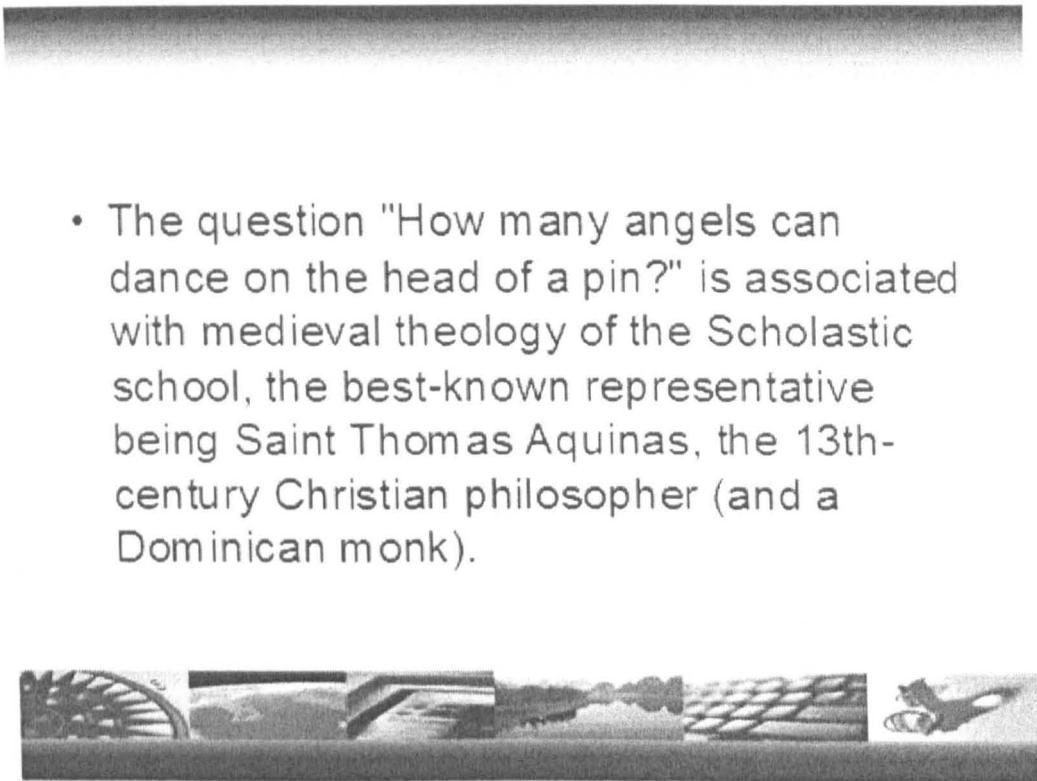 • The question "How many angels can
dance on the head of a pin?" is associated
with medieval theology of the Scholastic
school, the best-known representative
being Saint Thomas Aquinas, the 13th-
century Christian philosopher (and a
Dominican monk).